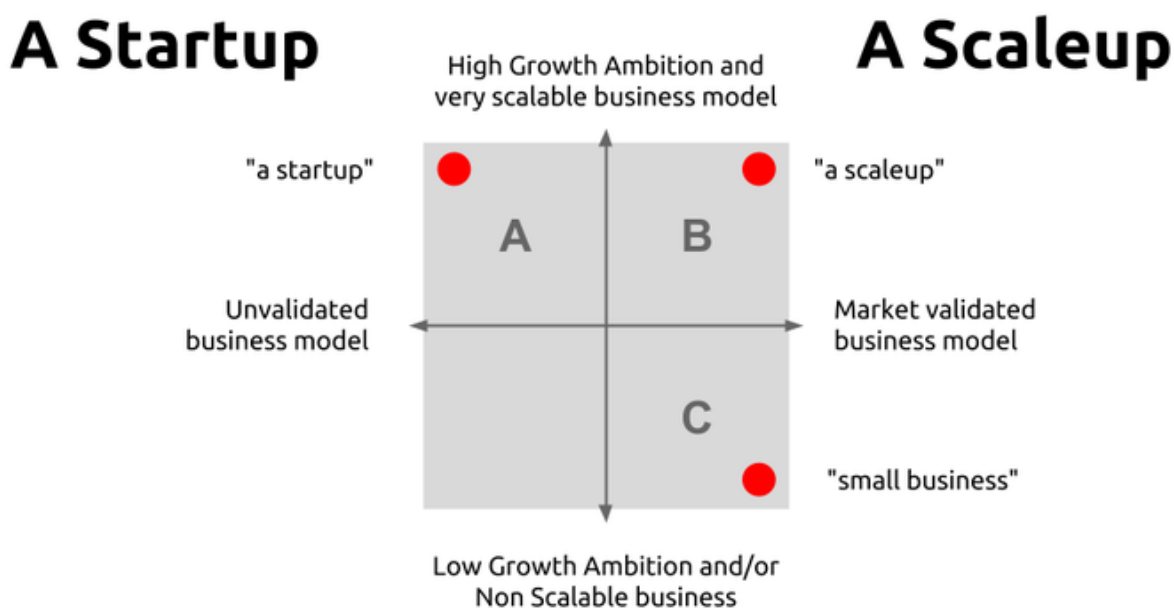 A Startup
A Scaleup
High Growth Ambition and
very scalable business model
"a startup"
"a scaleup"
A
B
Unvalidated
business model
Market validated
business model
C
"small business"
Low Growth Ambition and/or
Non Scalable business